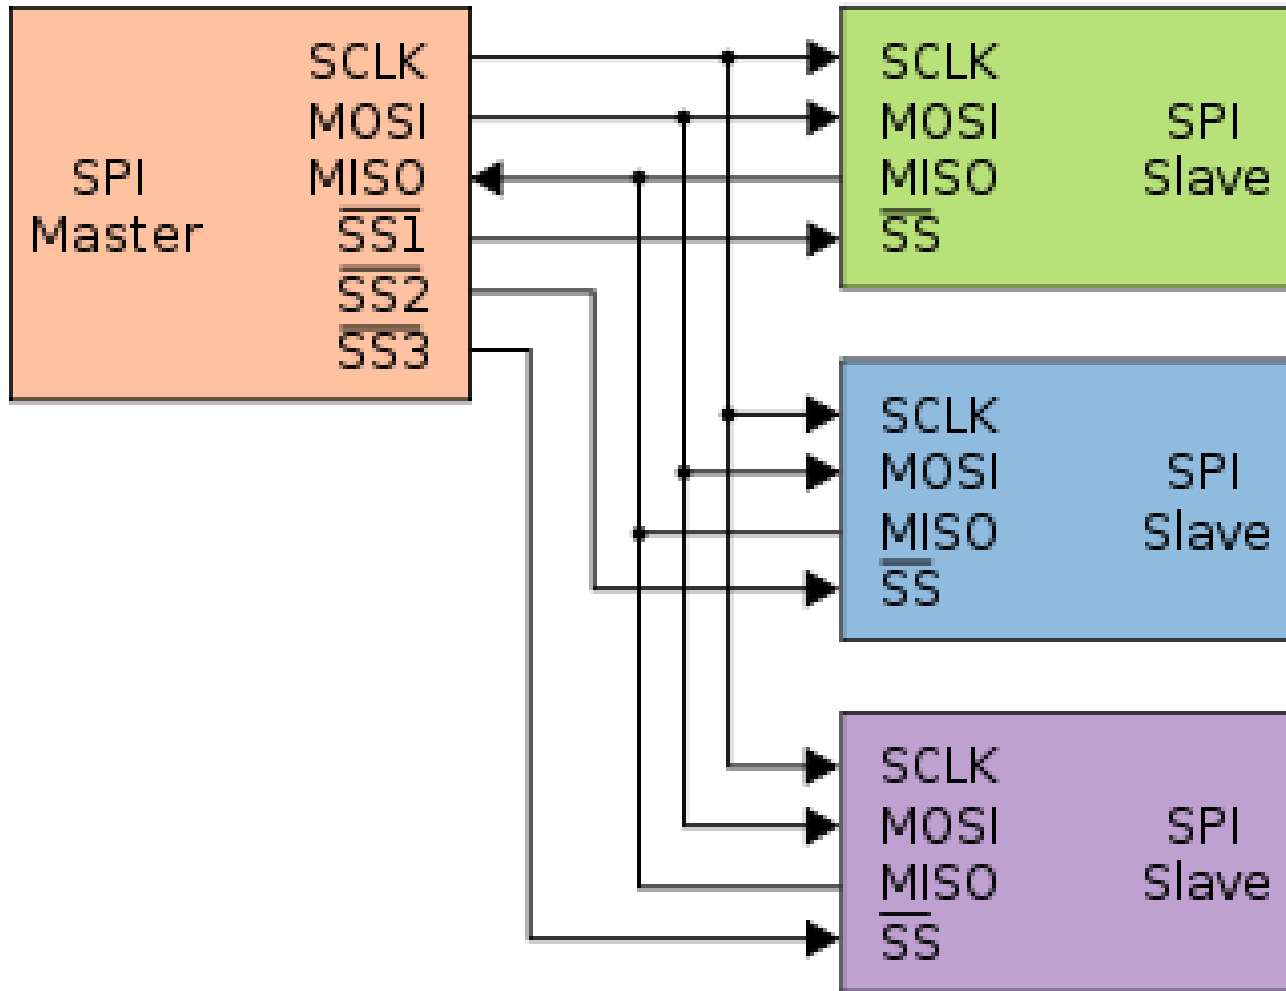 SCLK
MOSI
MISO
SS1
SS2
SS3
SPI
Master
SCLK
MOSI
MISO
SS
SPI
Slave
SCLK
MOSI
MISO
SS
SPI
Slave
SCLK
MOSI
MISO
SS
SPI
Slave